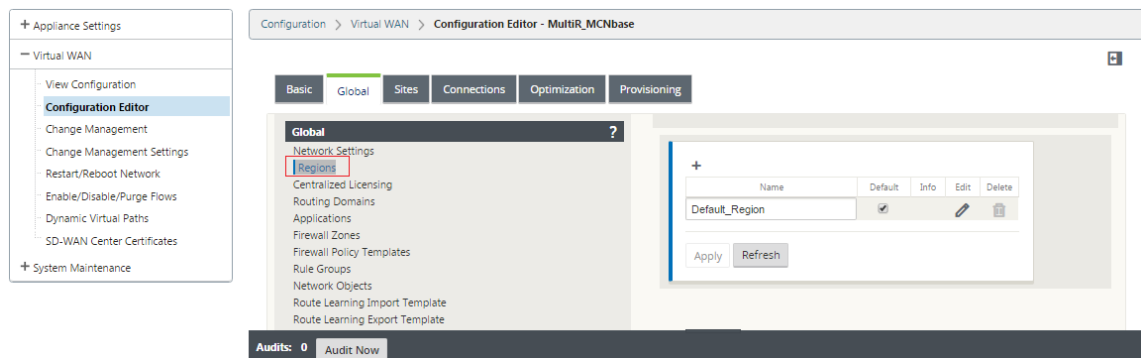 + Appliance Settings
− Virtual WAN
View Configuration
Configuration Editor
Change Management
Change Management Settings
Restart/Reboot Network
Enable/Disable/Purge Flows
Dynamic Virtual Paths
SD-WAN Center Certificates
+ System Maintenance
Configuration > Virtual WAN > Configuration Editor - MultiR_MCNbase
Basic Global Sites Connections Optimization Provisioning
Global ?
Network Settings
Regions
Centralized Licensing
Routing Domains
Applications
Firewall Zones
Firewall Policy Templates
Rule Groups
Network Objects
Route Learning Import Template
Route Learning Export Template
+
Name Default Info Edit Delete
Default_Region
Apply Refresh
Audits: 0 Audit Now